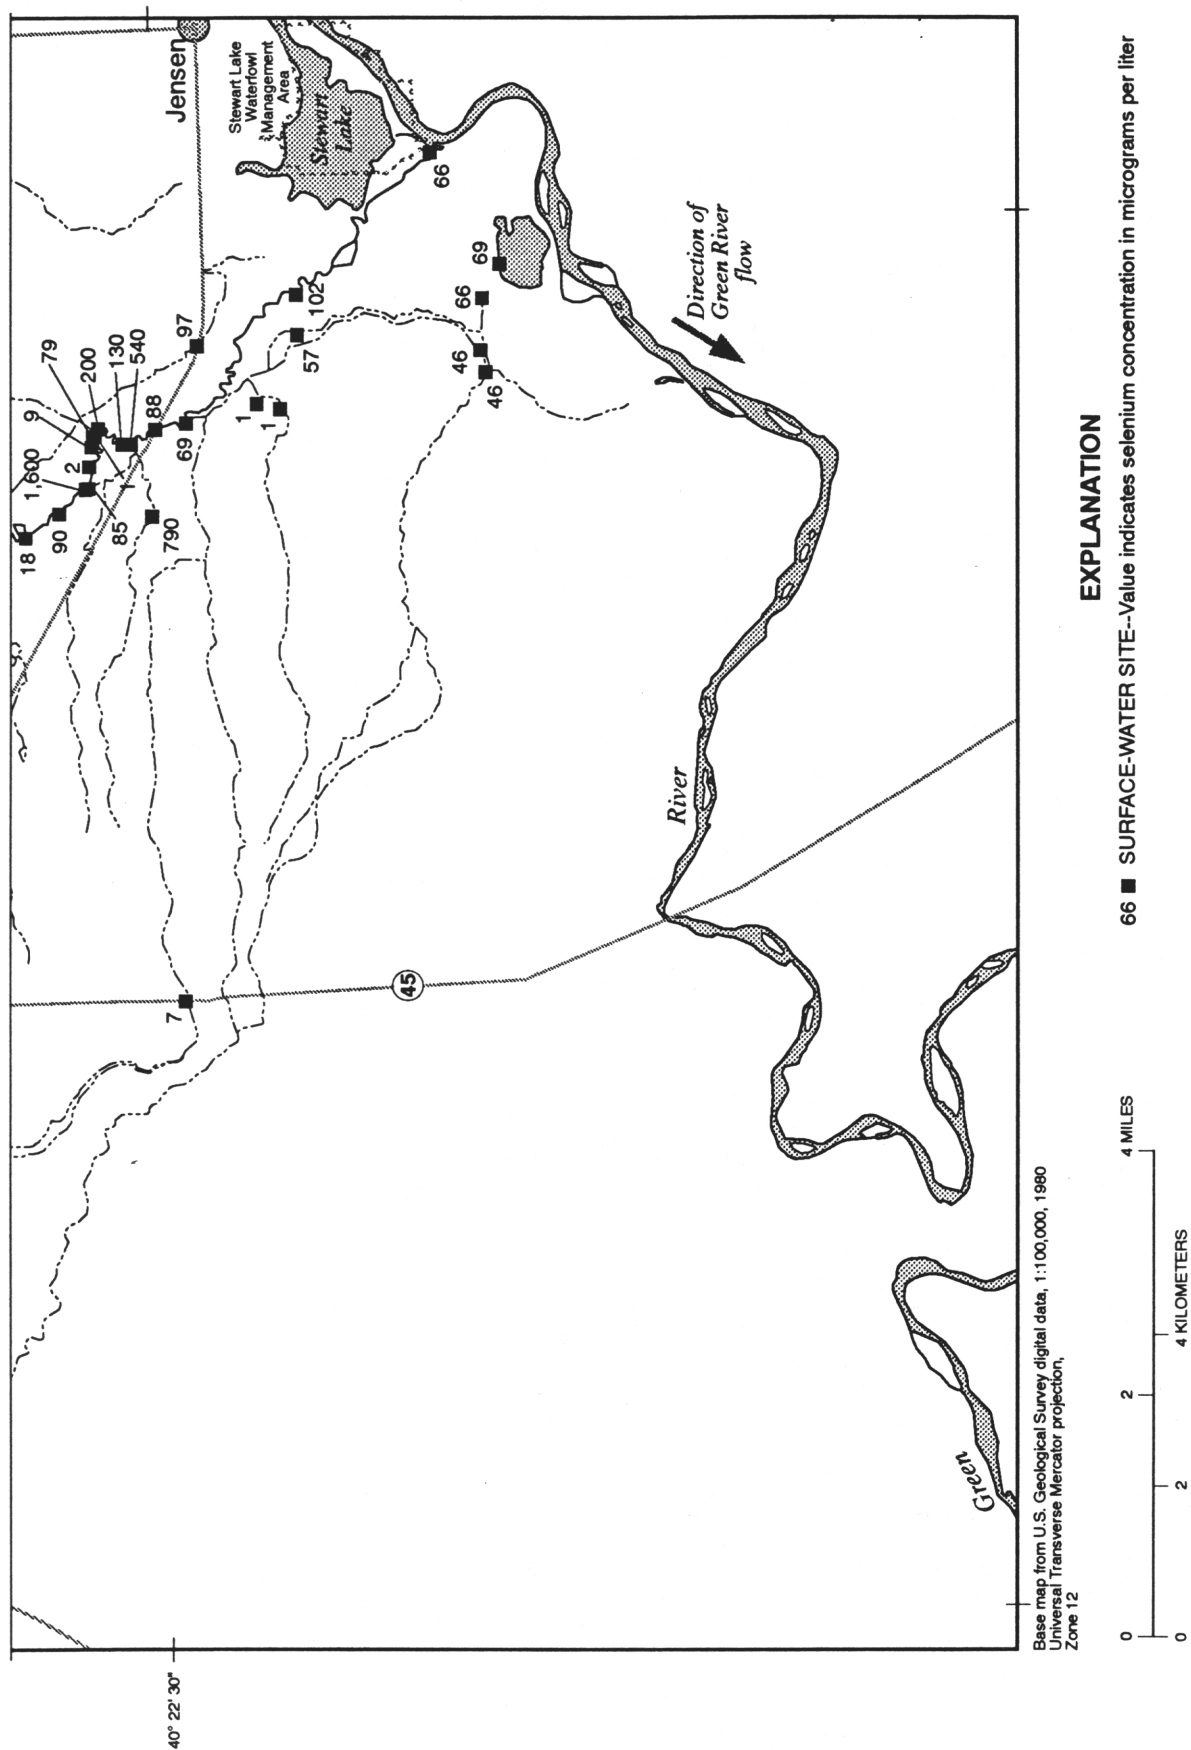 18
1,600
9
79
90
2
200
130
85
1
540
88
790
40° 22' 30"
7
Jensen
97
69
Stewart Lake
Waterfowl
Management
Area
1
1
57
102
Stewart
Lake
45
66
46
66
69
46
River
Direction of
Green River
flow
Green
Base map from U.S. Geological Survey digital data, 1:100,000, 1980
Universal Transverse Mercator projection,
Zone 12
EXPLANATION
66 ■ SURFACE-WATER SITE--Value indicates selenium concentration in micrograms per liter
0 2 4 MILES
0 2 4 KILOMETERS